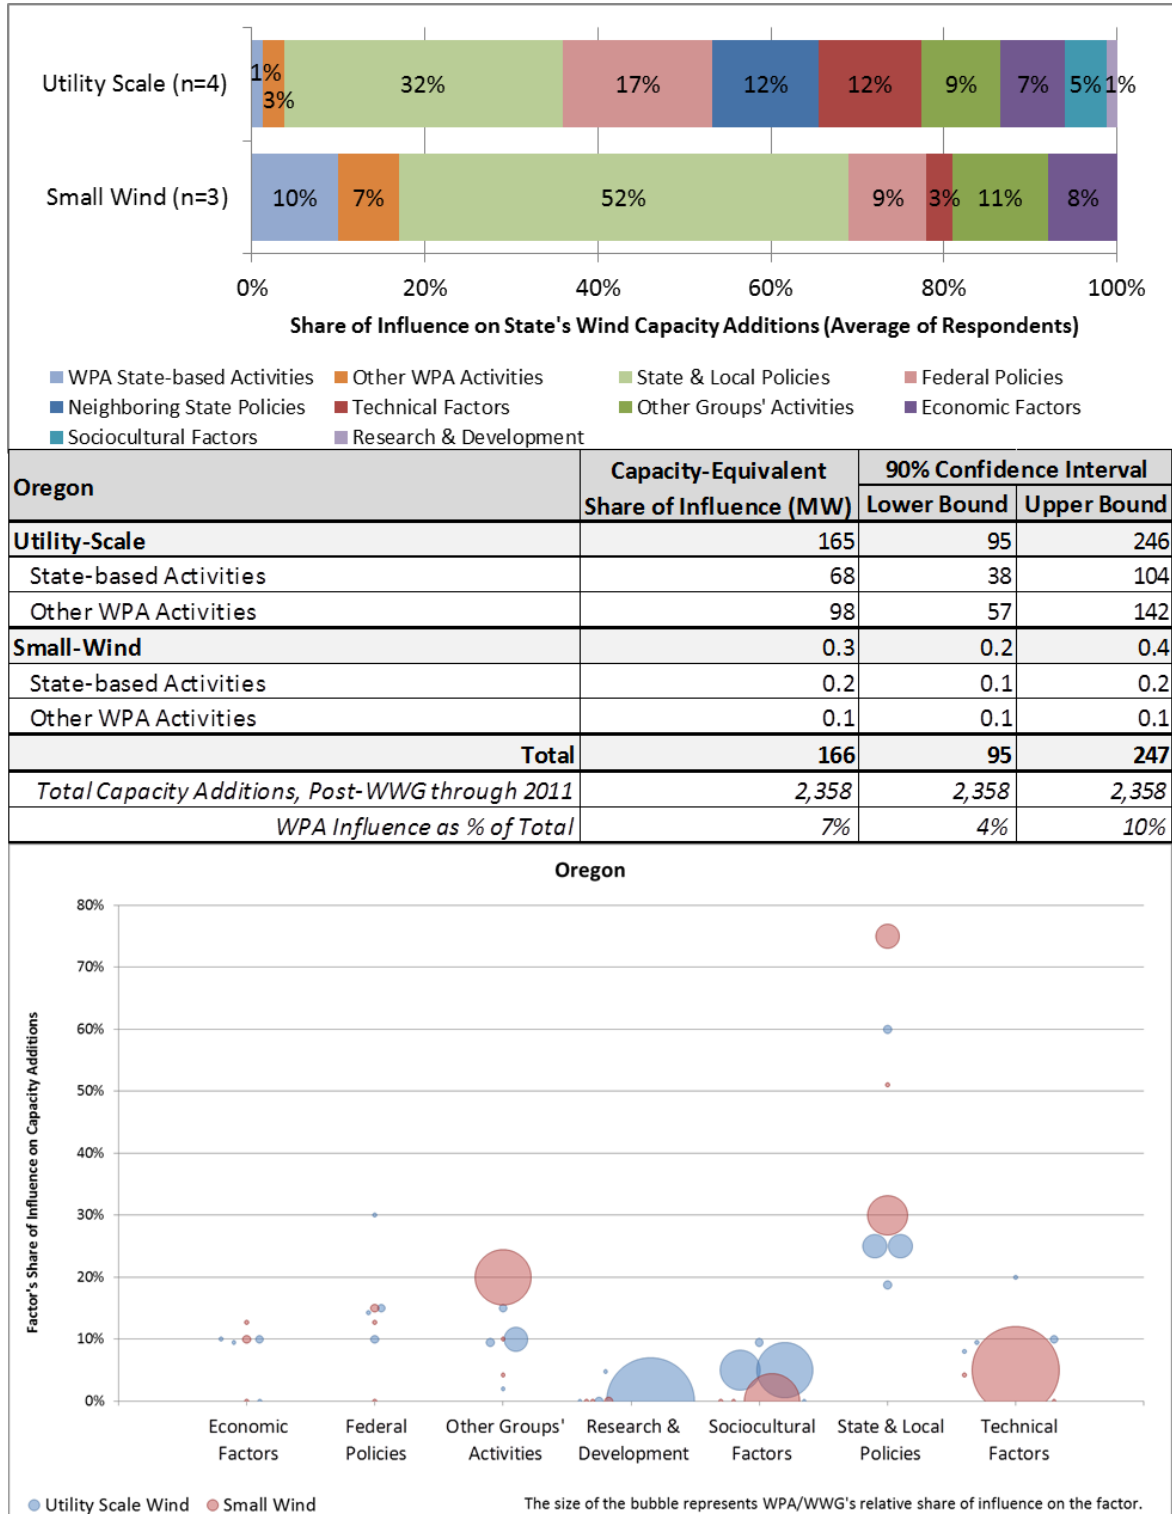 Utility Scale (n=4)
1%
3%
32%
17%
12%
12%
9%
7%
5%
1%
Small Wind (n=3)
10%
7%
52%
9%
3%
11%
8%
0% 20% 40% 60% 80% 100%
Share of Influence on State's Wind Capacity Additions (Average of Respondents)
WPA State-based Activities Other WPA Activities State & Local Policies Federal Policies
Neighboring State Policies Technical Factors Other Groups' Activities Economic Factors
Sociocultural Factors Research & Development
Oregon Capacity-Equivalent Share of Influence (MW) 90% Confidence Interval
Lower Bound Upper Bound
Utility-Scale 165 95 246
State-based Activities 68 38 104
Other WPA Activities 98 57 142
Small-Wind 0.3 0.2 0.4
State-based Activities 0.2 0.1 0.2
Other WPA Activities 0.1 0.1 0.1
Total 166 95 247
Total Capacity Additions, Post-WWG through 2011 2,358 2,358 2,358
WPA Influence as % of Total 7% 4% 10%
Oregon
Factor's Share of Influence on Capacity Additions
80%
70%
60%
50%
40%
30%
20%
10%
0%
Economic Factors
Federal Policies
Other Groups' Activities
Research & Development
Sociocultural Factors
State & Local Policies
Technical Factors
Utility Scale Wind Small Wind
The size of the bubble represents WPA/WWG's relative share of influence on the factor.